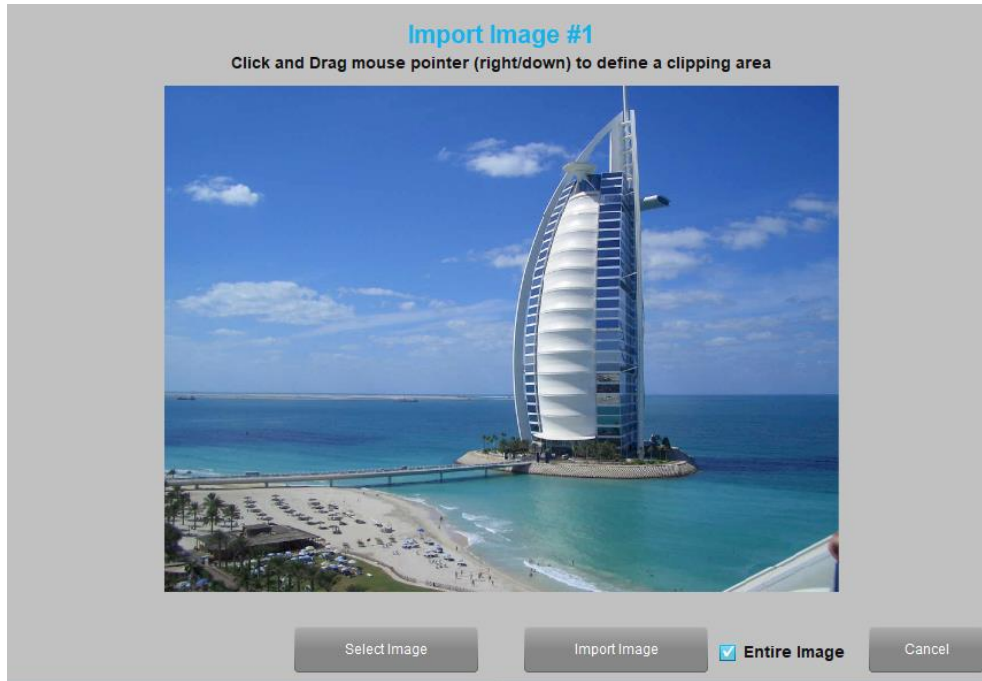 Import Image #1
Click and Drag mouse pointer (right/down) to define a clipping area
Select Image
Import Image
Entire Image
Cancel